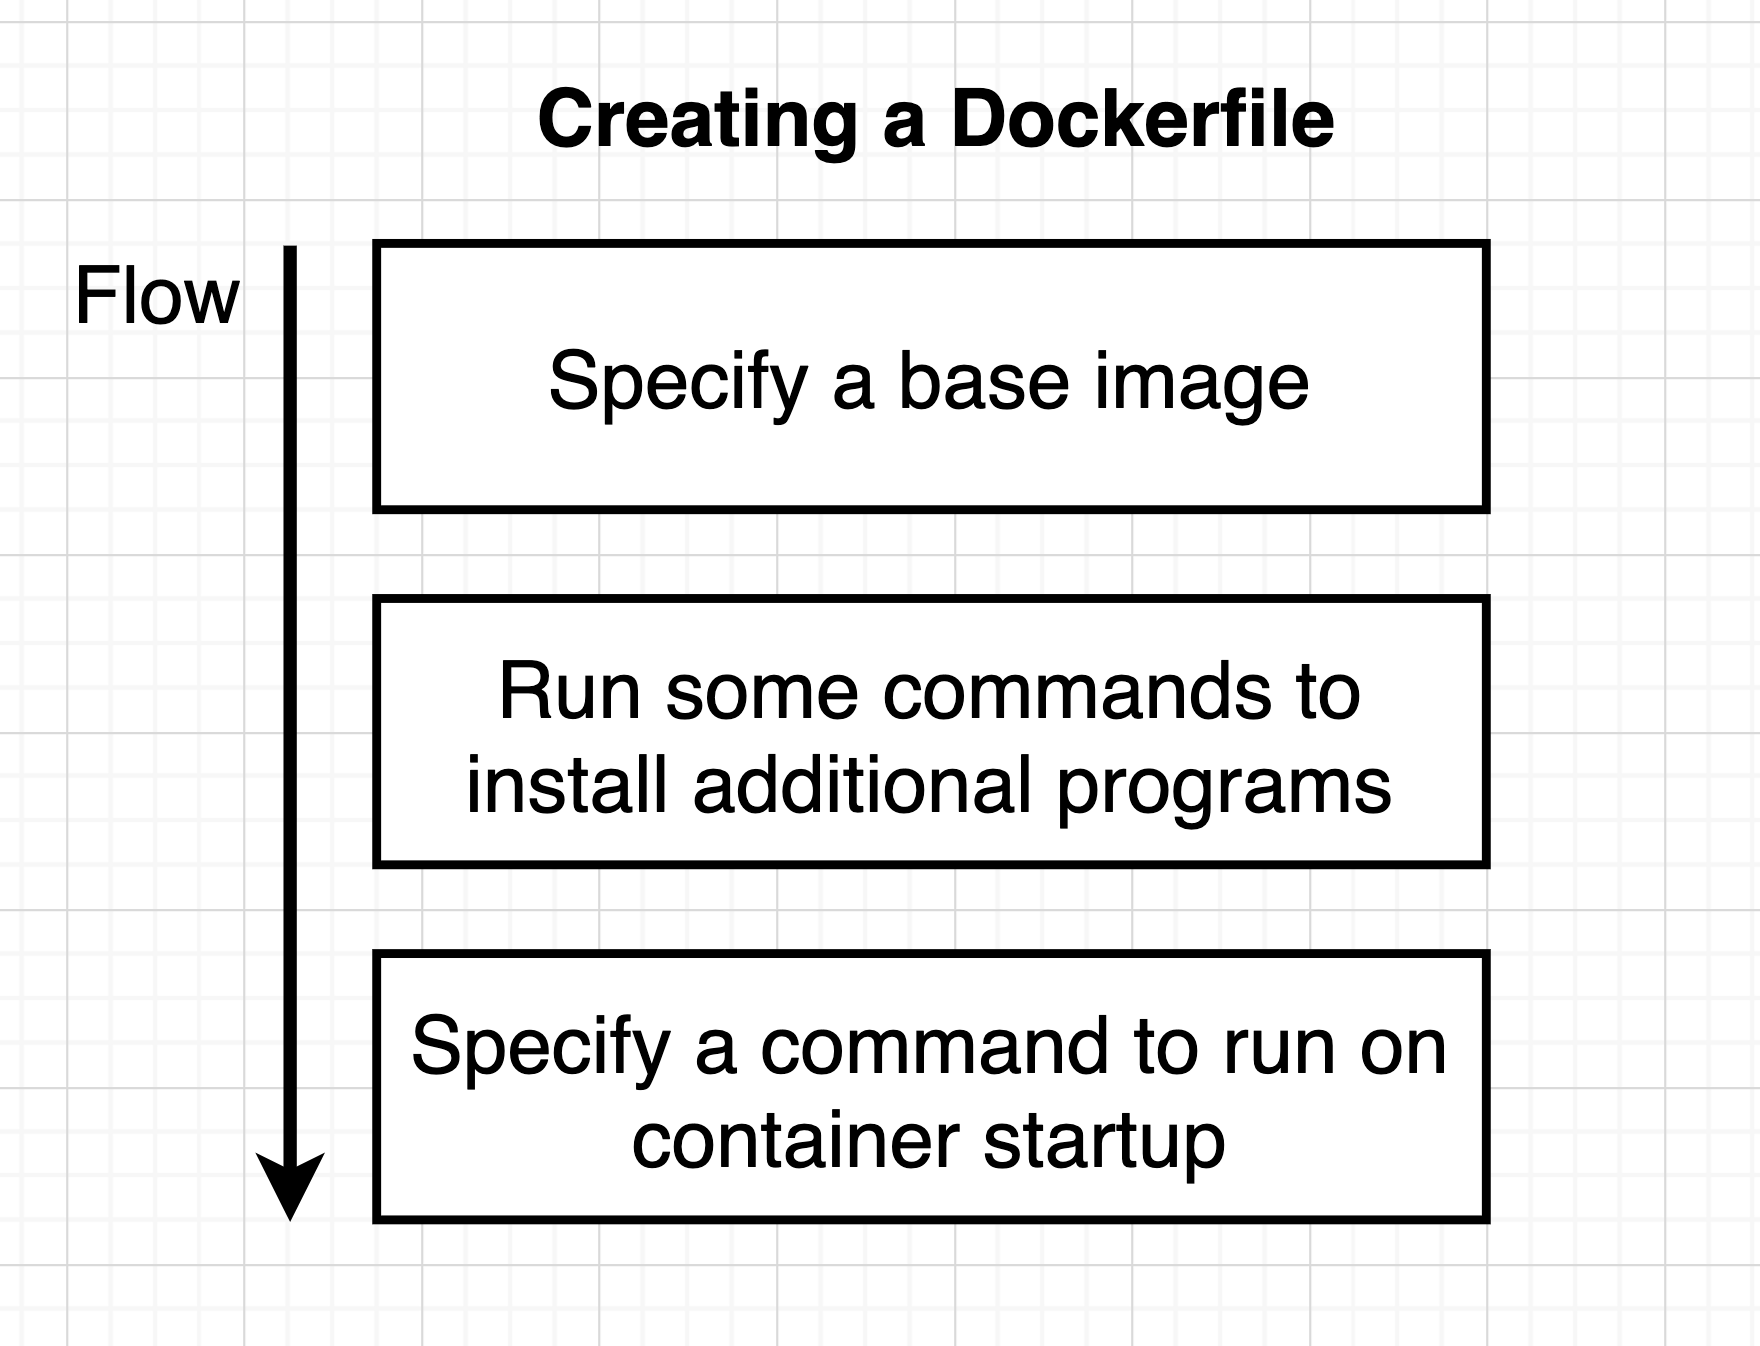 Creating a Dockerfile
Flow
Specify a base image
Run some commands to
install additional programs
Specify a command to run on
container startup